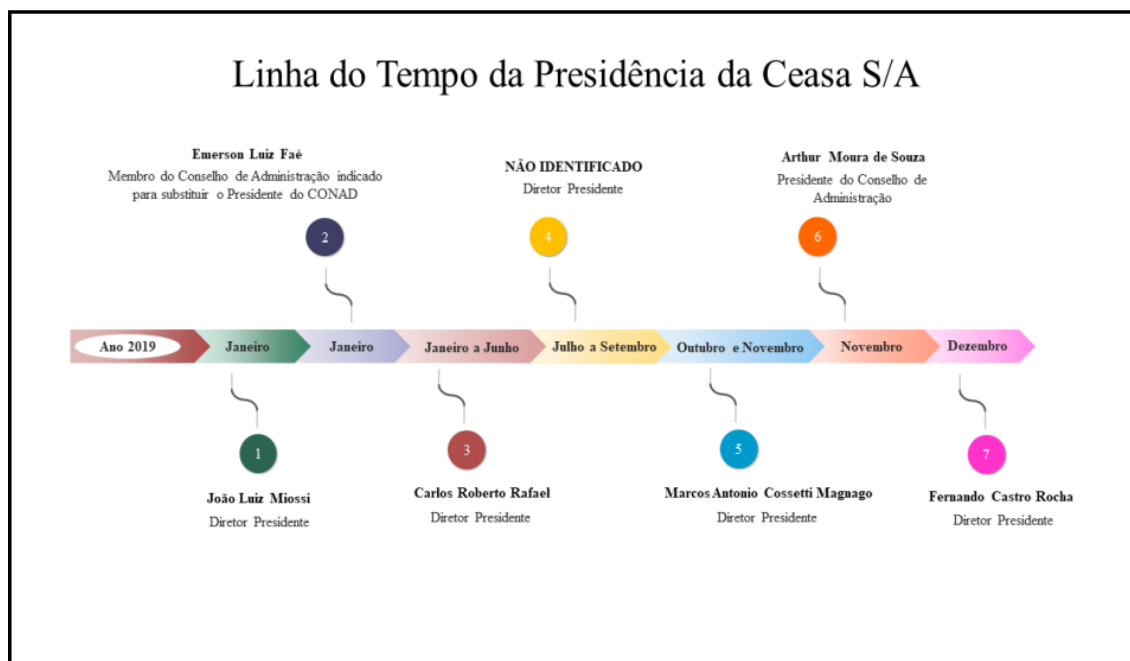 Linha do Tempo da Presidência da Ceasa S/A
Emerson Luiz Faé
Membro do Conselho de Administração indicado
para substituir o Presidente do CONAD
2
NÃO IDENTIFICADO
Diretor Presidente
4
Arthur Moura de Souza
Presidente do Conselho de
Administração
6
Ano 2019
Janeiro
Janeiro
Janeiro a Junho
Julho a Setembro
Outubro e Novembro
Novembro
Dezembro
1
João Luiz Miossi
Diretor Presidente
3
Carlos Roberto Rafael
Diretor Presidente
5
Marcos Antonio Cossetti Magnago
Diretor Presidente
7
Fernando Castro Rocha
Diretor Presidente